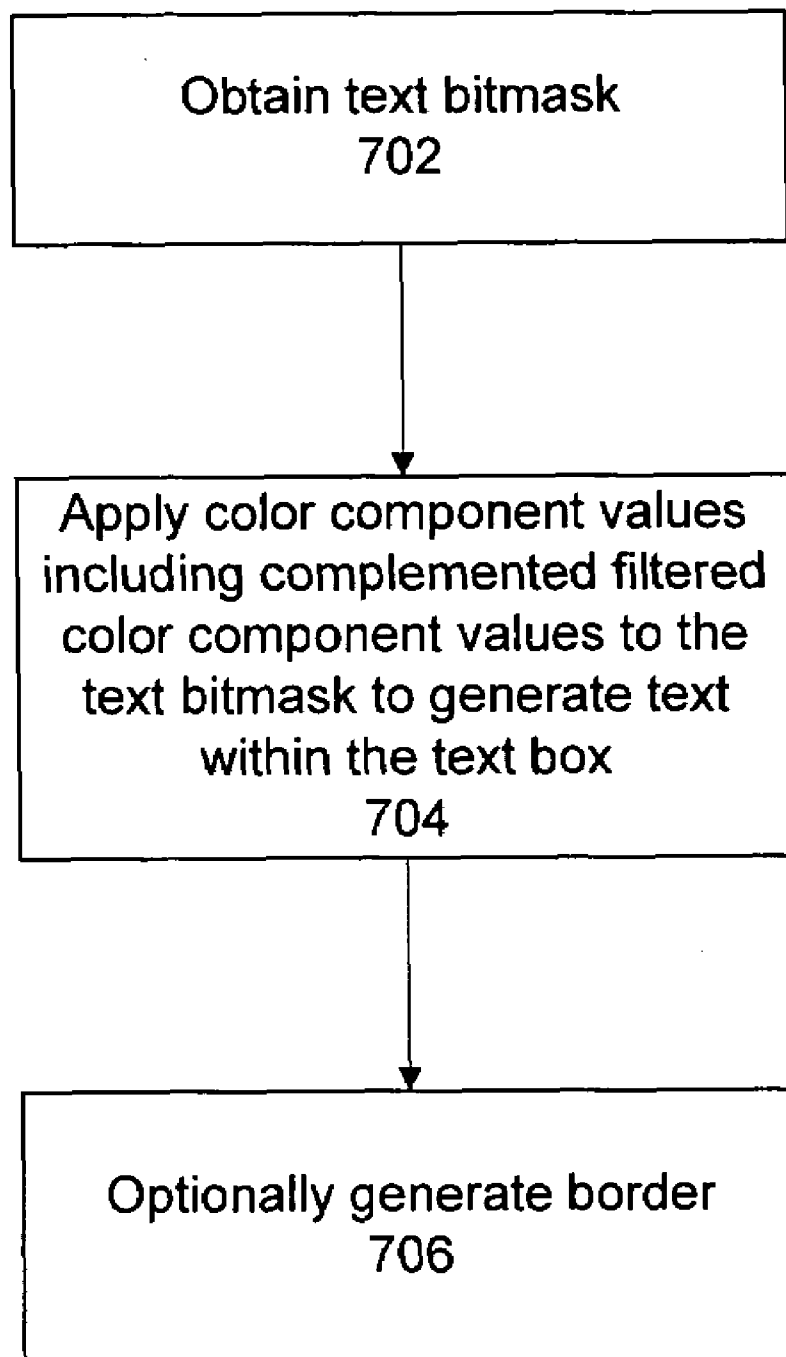 Obtain text bitmask
702
Apply color component values
including complemented filtered
color component values to the
text bitmask to generate text
within the text box
704
Optionally generate border
706